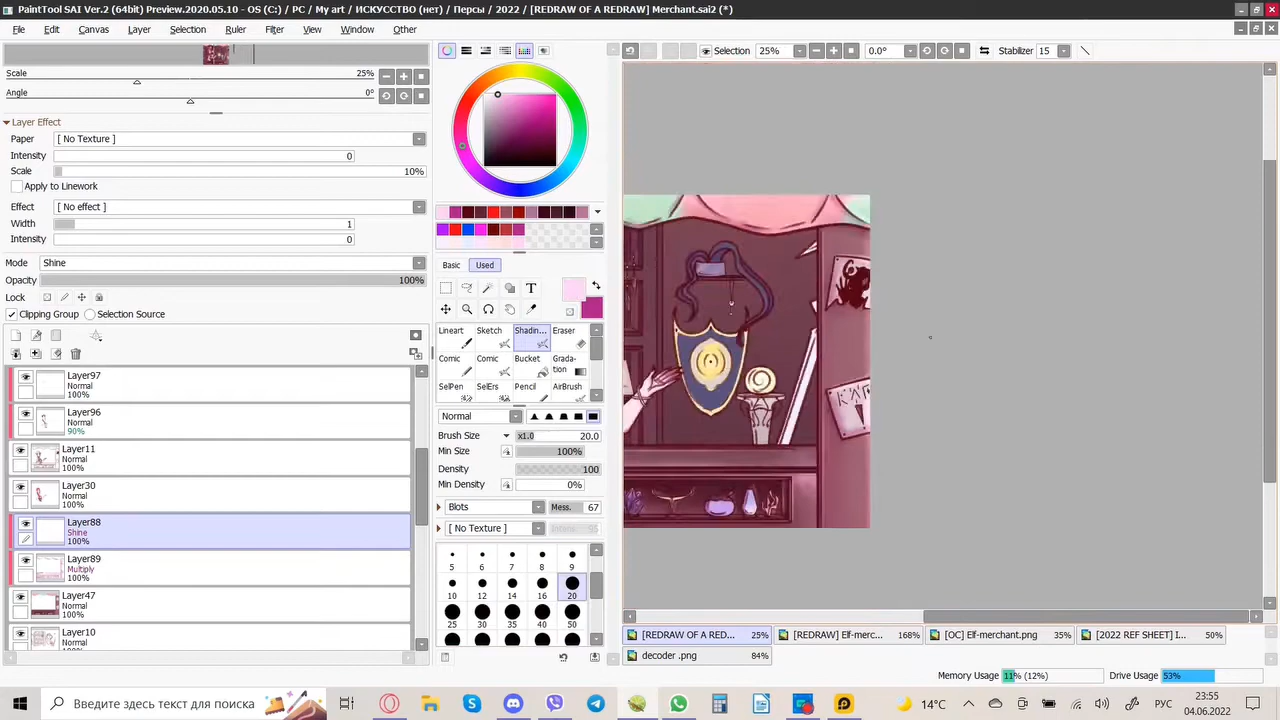 PaintTool SAI Ver.2 (64bit) Preview.2020.05.10 - OS (C:) / PC / My art / ИСКУССТВО (нет) / Персы / 2022 / [REDRAW OF A REDRAW] Merchant.sai2 (*)
File Edit Canvas Layer Selection Ruler Filter View Window Other
Selection 25% 0.0° Stabilizer 15
Scale 25%
Angle 0°
Layer Effect
Paper [ No Texture ]
Intensity 0
Scale 10%
Apply to Linework
Effect [ No effect ]
Width 1
Intensity 0
Mode Shine
Opacity 100%
Lock
Clipping Group Selection Source
Layer97
Normal
100%
Layer96
Normal
90%
Layer11
Normal
100%
Layer30
Normal
100%
Layer88
Shine
100%
Layer89
Multiply
100%
Layer47
Normal
100%
Layer10
Normal
Basic Used
T
Lineart Sketch Shadin... Eraser
Comic Comic Bucket Grada-
tion
SelPen SelErs Pencil AirBrush
Normal
Brush Size x1.0 20.0
Min Size 100%
Density 100
Min Density 0%
Blots Mess. 67
[ No Texture ]
5 6 7 8 9
10 12 14 16 20
25 30 35 40 50
[REDRAW OF A RED... 25% [REDRAW] Elf-merc... 168% [OC] Elf-merchant.png 35% [2022 REF SHEET] I... 50%
decoder .png 84%
Memory Usage 11% (12%) Drive Usage 53%
Введите здесь текст для поиска
14°C РУС 23:55
04.06.2022